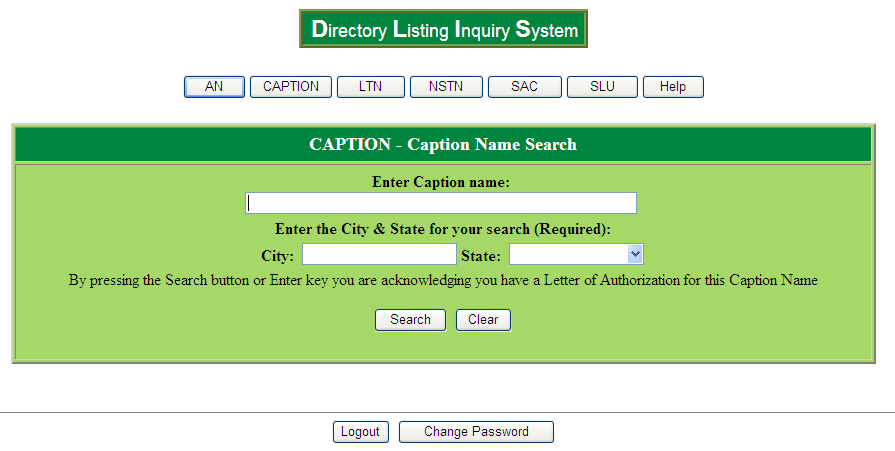 Directory Listing Inquiry System
AN CAPTION LTN NSTN SAC SLU Help
CAPTION - Caption Name Search
Enter Caption name:
Enter the City & State for your search (Required):
City: State:
By pressing the Search button or Enter key you are acknowledging you have a Letter of Authorization for this Caption Name
Search Clear
Logout Change Password